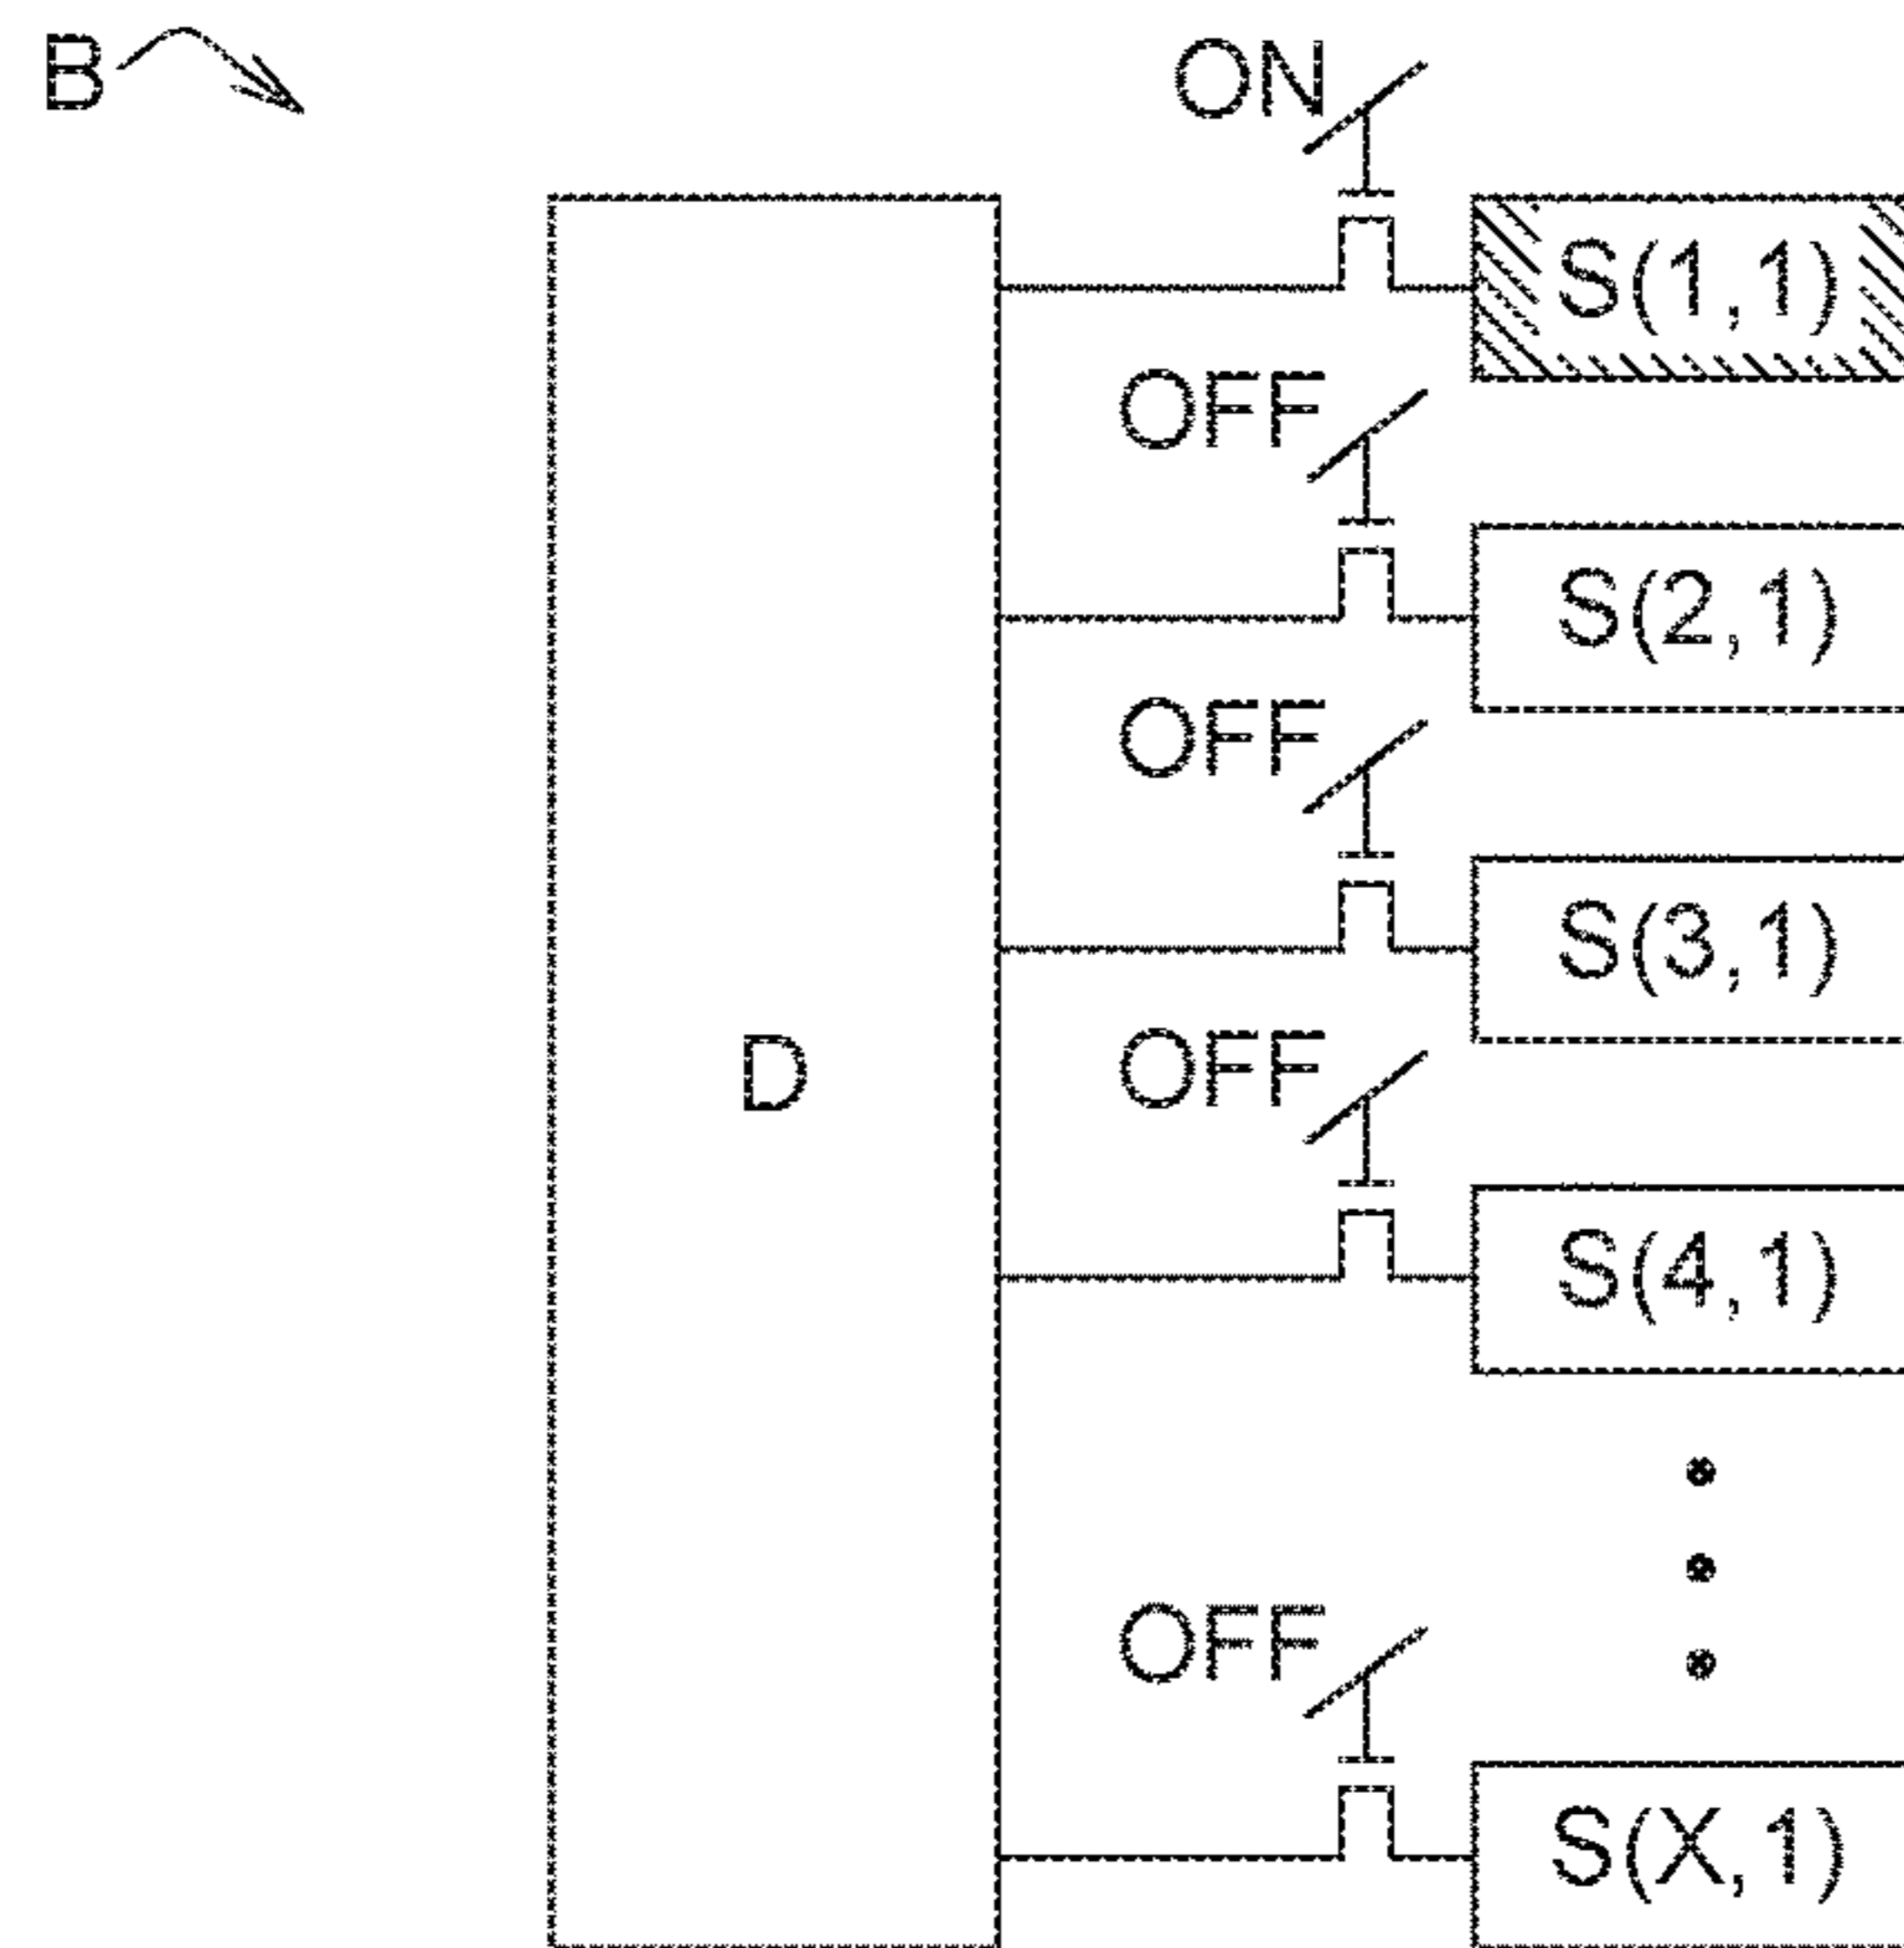 B
ON
S(1,1)
OFF
S(2,1)
OFF
S(3,1)
D
OFF
S(4,1)
OFF
S(X,1)